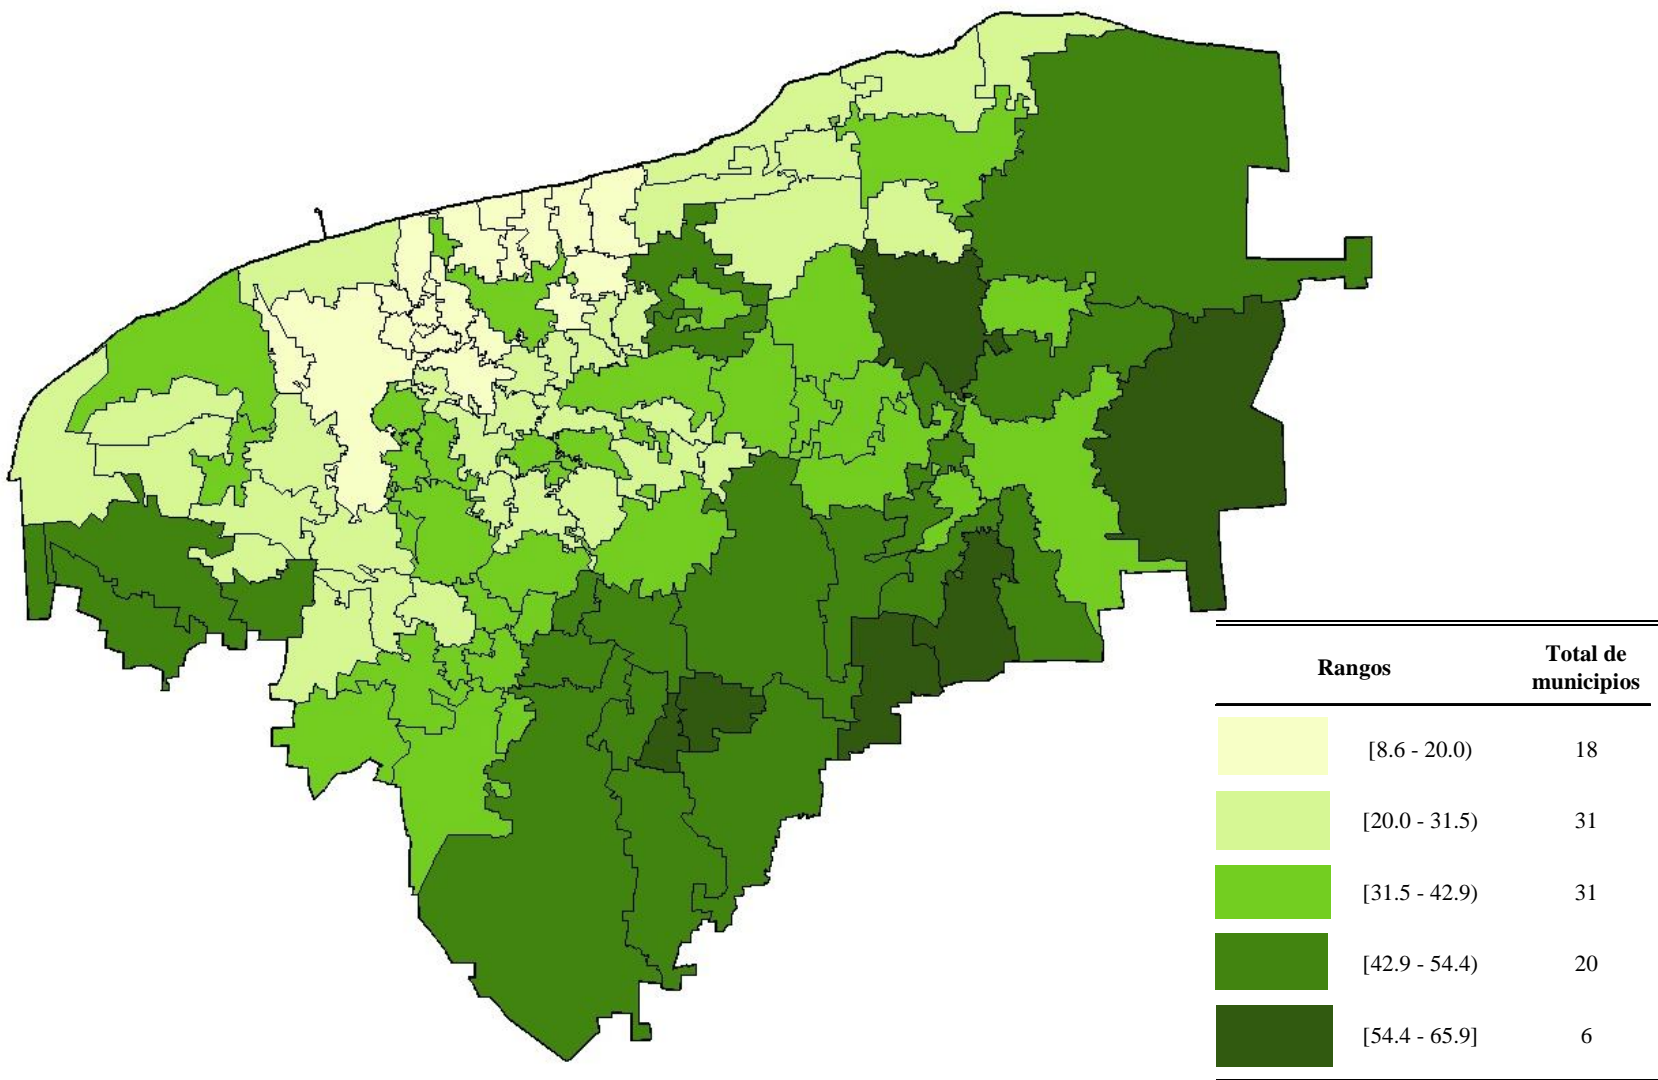 Rangos Total de
municipios
[8.6 - 20.0) 18
[20.0 - 31.5) 31
[31.5 - 42.9) 31
[42.9 - 54.4) 20
[54.4 - 65.9] 6